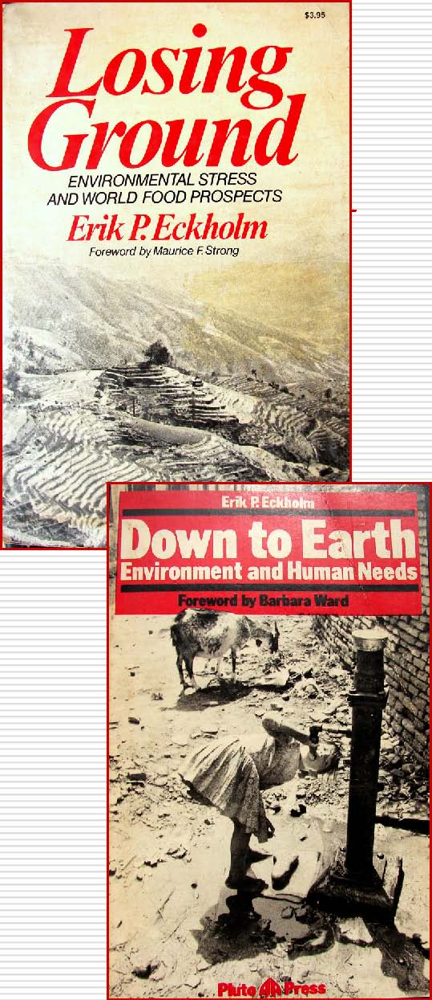 $3.95
Losing
Ground
ENVIRONMENTAL STRESS
AND WORLD FOOD PROSPECTS
Erik P. Eckholm
Foreword by Maurice F. Strong
Erik P. Eckholm
Down to Earth
Environment and Human Needs
Foreword by Barbara Ward
Pluto Press